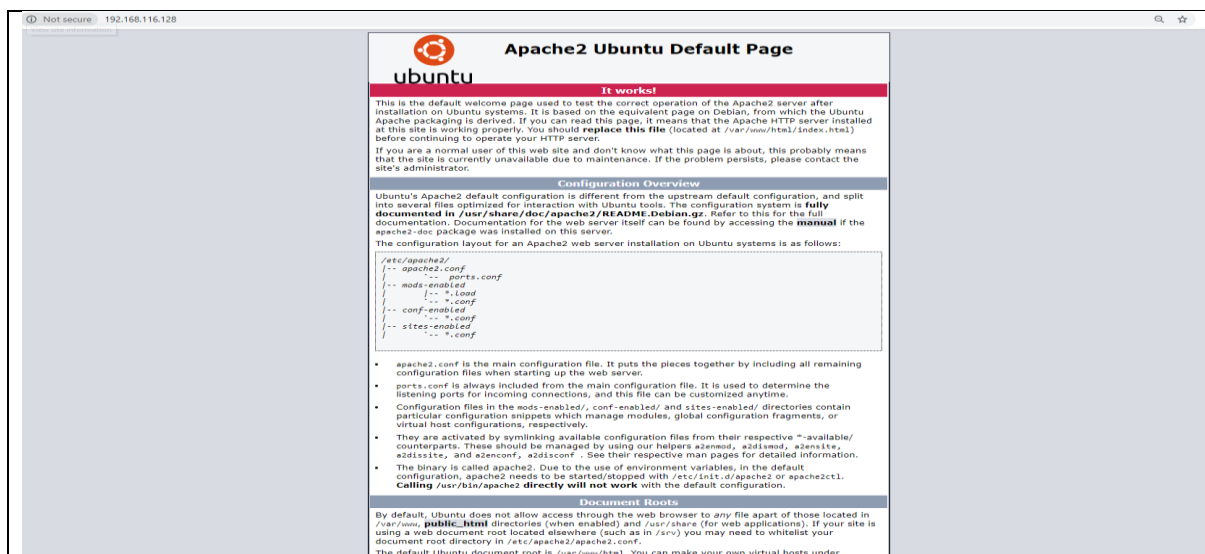 Not secure 192.168.116.128
View site information
Apache2 Ubuntu Default Page
ubuntu
It works!
This is the default welcome page used to test the correct operation of the Apache2 server after
installation on Ubuntu systems. It is based on the equivalent page on Debian, from which the Ubuntu
Apache packaging is derived. If you can read this page, it means that the Apache HTTP server installed
at this site is working properly. You should replace this file (located at /var/www/html/index.html)
before continuing to operate your HTTP server.
If you are a normal user of this web site and don't know what this page is about, this probably means
that the site is currently unavailable due to maintenance. If the problem persists, please contact the
site's administrator.
Configuration Overview
Ubuntu's Apache2 default configuration is different from the upstream default configuration, and split
into several files optimized for interaction with Ubuntu tools. The configuration system is fully
documented in /usr/share/doc/apache2/README.Debian.gz. Refer to this for the full
documentation. Documentation for the web server itself can be found by accessing the manual if the
apache2-doc package was installed on this server.
The configuration layout for an Apache2 web server installation on Ubuntu systems is as follows:
/etc/apache2/
|-- apache2.conf
|       `--  ports.conf
|-- mods-enabled
|       |-- *.load
|       `-- *.conf
|-- conf-enabled
|       `-- *.conf
|-- sites-enabled
|       `-- *.conf
• apache2.conf is the main configuration file. It puts the pieces together by including all remaining
configuration files when starting up the web server.
• ports.conf is always included from the main configuration file. It is used to determine the
listening ports for incoming connections, and this file can be customized anytime.
• Configuration files in the mods-enabled/, conf-enabled/ and sites-enabled/ directories contain
particular configuration snippets which manage modules, global configuration fragments, or
virtual host configurations, respectively.
• They are activated by symlinking available configuration files from their respective *-available/
counterparts. These should be managed by using our helpers a2enmod, a2dismod, a2ensite,
a2dissite, and a2enconf, a2disconf . See their respective man pages for detailed information.
• The binary is called apache2. Due to the use of environment variables, in the default
configuration, apache2 needs to be started/stopped with /etc/init.d/apache2 or apache2ctl.
Calling /usr/bin/apache2 directly will not work with the default configuration.
Document Roots
By default, Ubuntu does not allow access through the web browser to any file apart of those located in
/var/www, public_html directories (when enabled) and /usr/share (for web applications). If your site is
using a web document root located elsewhere (such as in /srv) you may need to whitelist your
document root directory in /etc/apache2/apache2.conf.
The default Ubuntu document root is /var/www/html. You can make your own virtual hosts under